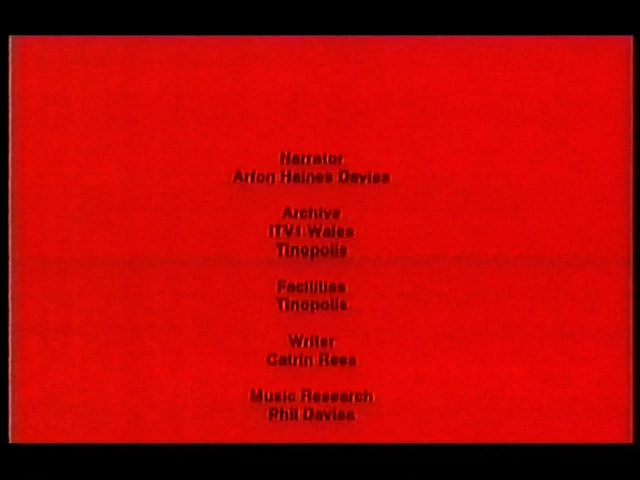 Narrator
Arfon Haines Davies
Archive
ITV1 Wales
Tinopolis
Facilities
Tinopolis
Writer
Catrin Rees
Music Research
Phil Davies